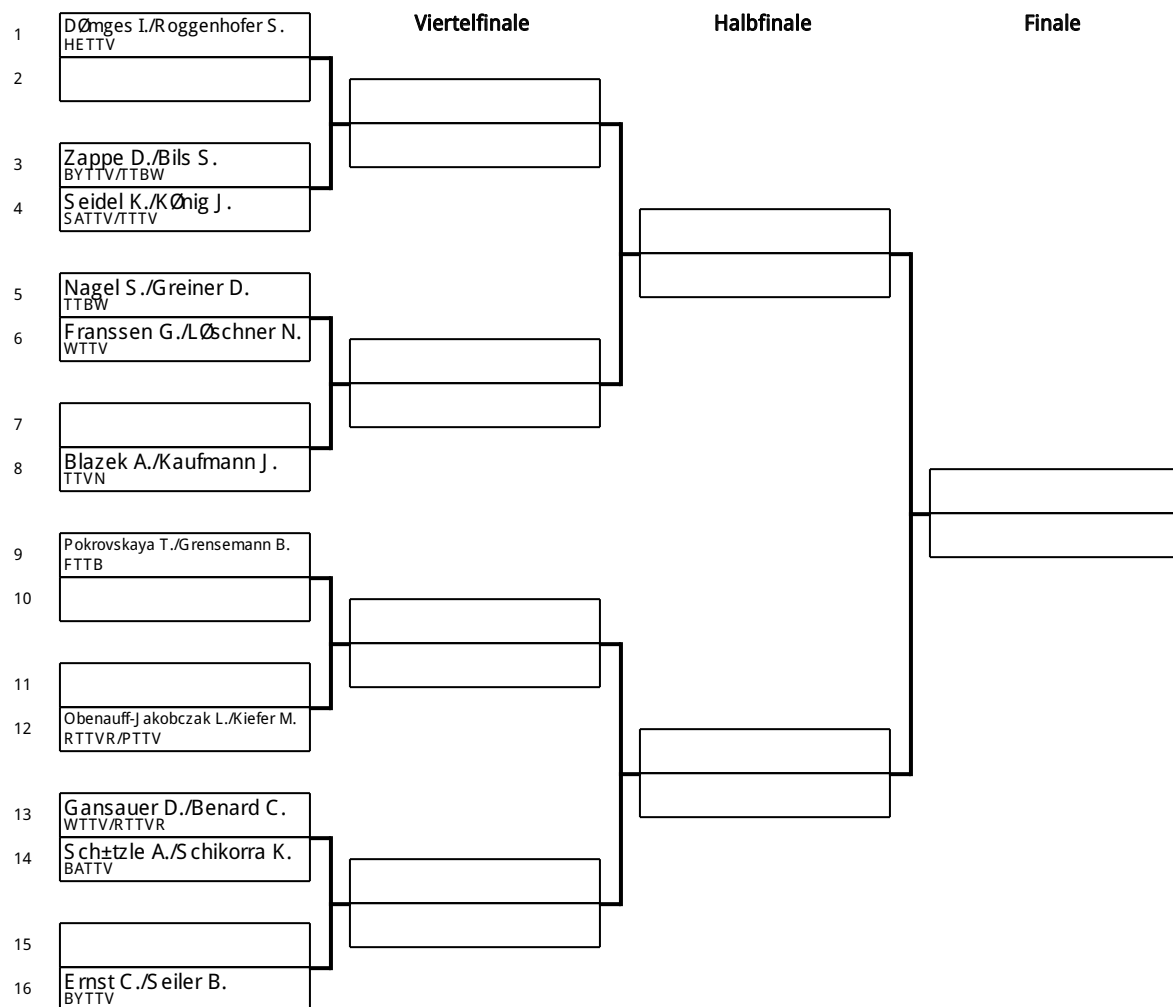 Viertelfinale
Halbfinale
Finale
1
DØmges I./Roggenhofer S.
HETTV
2
3
Zappe D./Bils S.
BYTTV/TTBW
4
Seidel K./KØnig J.
SATTV/TTTV
5
Nagel S./Greiner D.
TTBW
6
Franssen G./LØschner N.
WTTV
7
8
Blazek A./Kaufmann J.
TTVN
9
Pokrovskaya T./Grensemann B.
FTTB
10
11
12
Obenauff-Jakobczak L./Kiefer M.
RTTVR/PTTV
13
Gansauer D./Benard C.
WTTV/RTTVR
14
Sch±tzle A./Schikorra K.
BATTV
15
16
Ernst C./Seiler B.
BYTTV